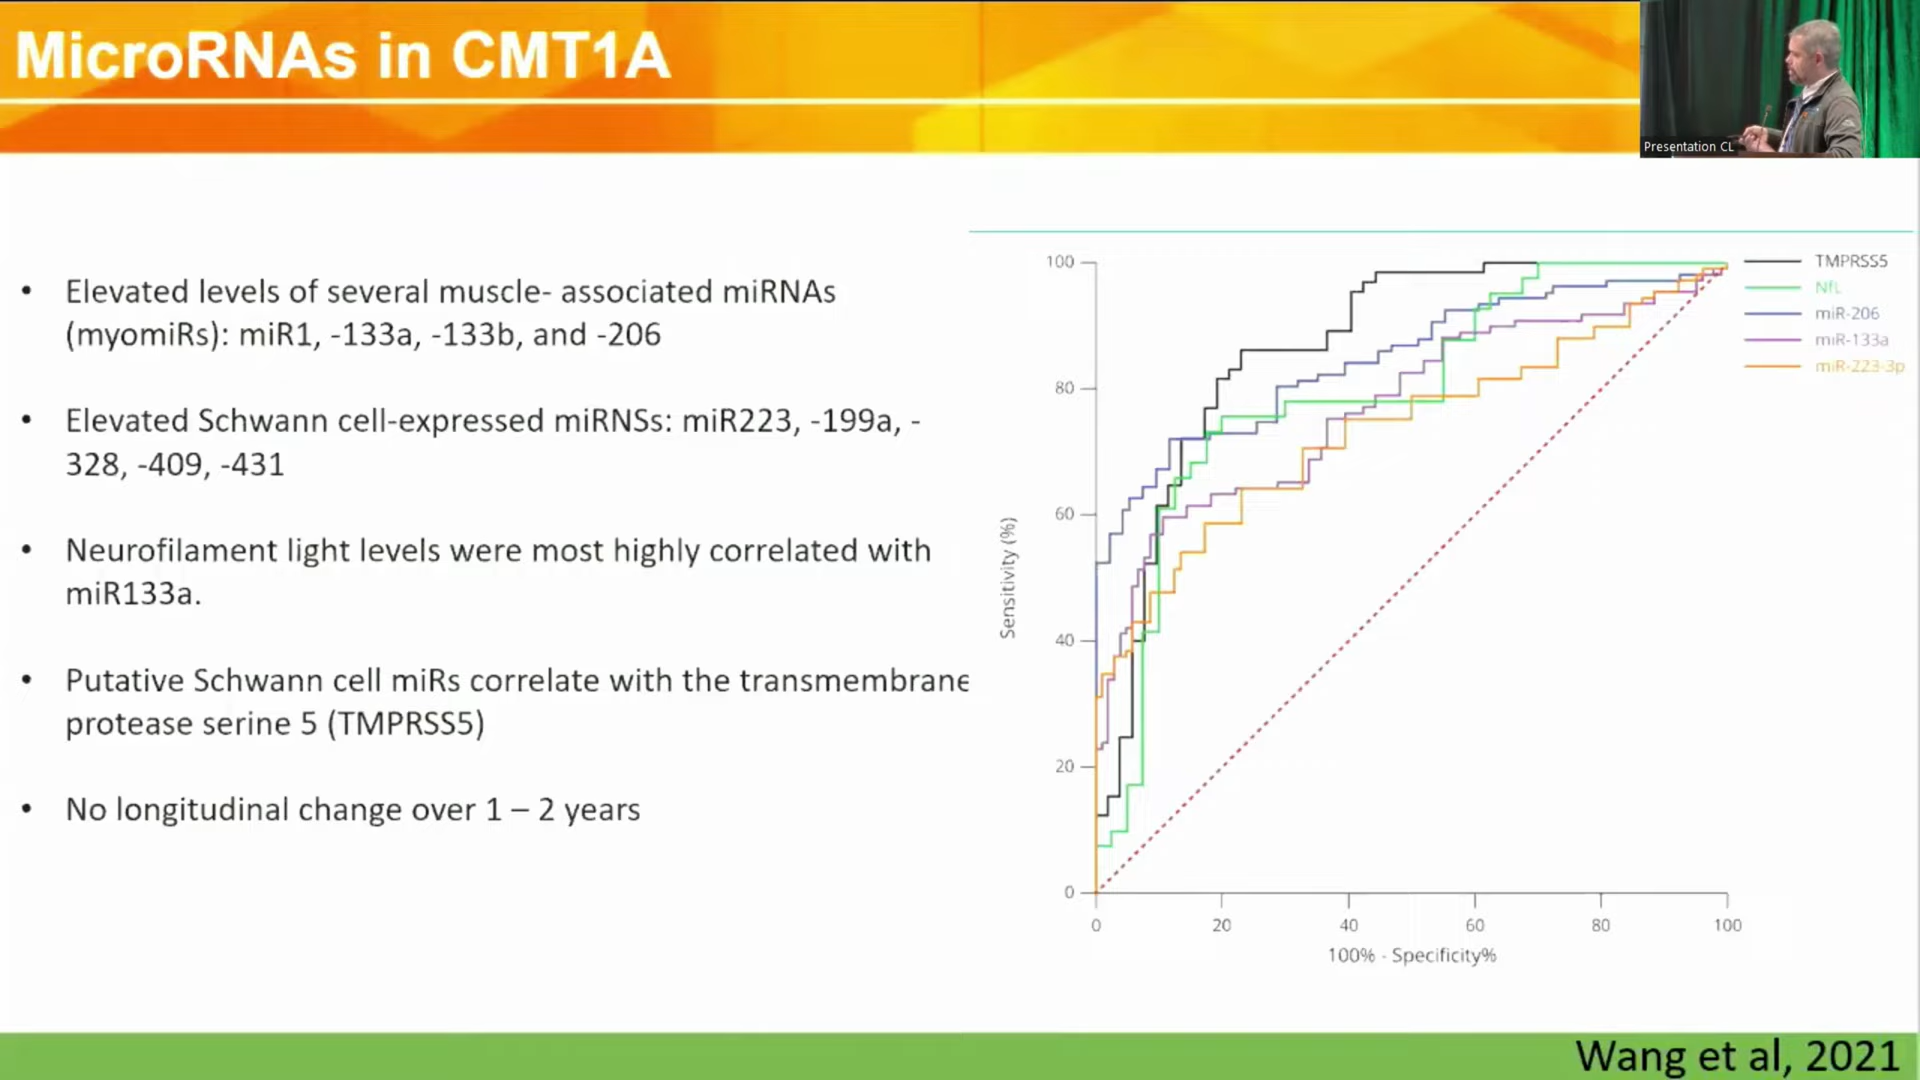 MicroRNAs in CMT1A
Presentation CL
• Elevated levels of several muscle- associated miRNAs
(myomiRs): miR1, -133a, -133b, and -206
• Elevated Schwann cell-expressed miRNSs: miR223, -199a, -
328, -409, -431
• Neurofilament light levels were most highly correlated with
miR133a.
• Putative Schwann cell miRs correlate with the transmembrane
protease serine 5 (TMPRSS5)
• No longitudinal change over 1 – 2 years
TMPRSS5
NfL
miR-206
miR-133a
miR-223-3p
100
80
60
40
20
0
Sensitivity (%)
0 20 40 60 80 100
100% - Specificity%
Wang et al, 2021